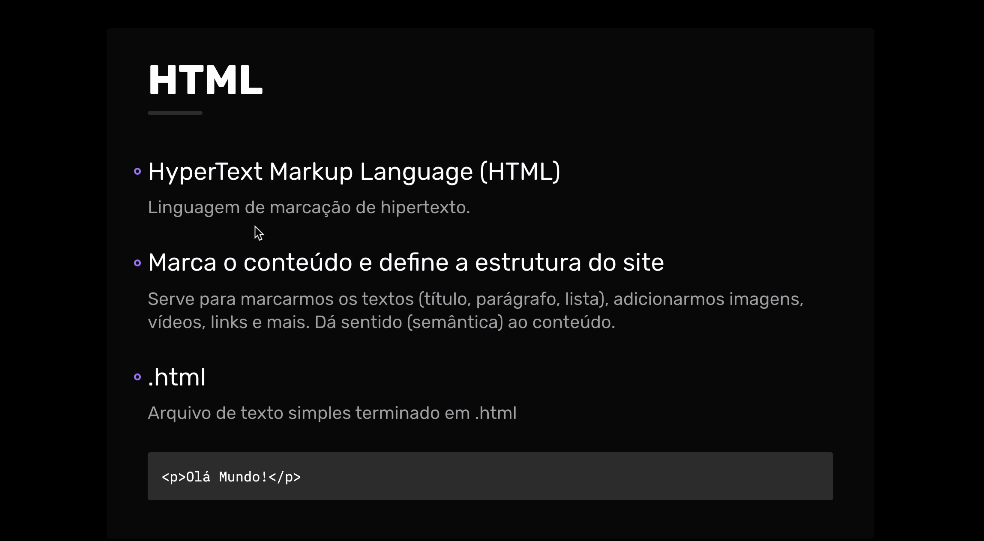 HTML
HyperText Markup Language (HTML)
Linguagem de marcação de hipertexto.
Marca o conteúdo e define a estrutura do site
Serve para marcarmos os textos (título, parágrafo, lista), adicionarmos imagens,
vídeos, links e mais. Dá sentido (semântica) ao conteúdo.
.html
Arquivo de texto simples terminado em .html
<p>Olá Mundo!</p>